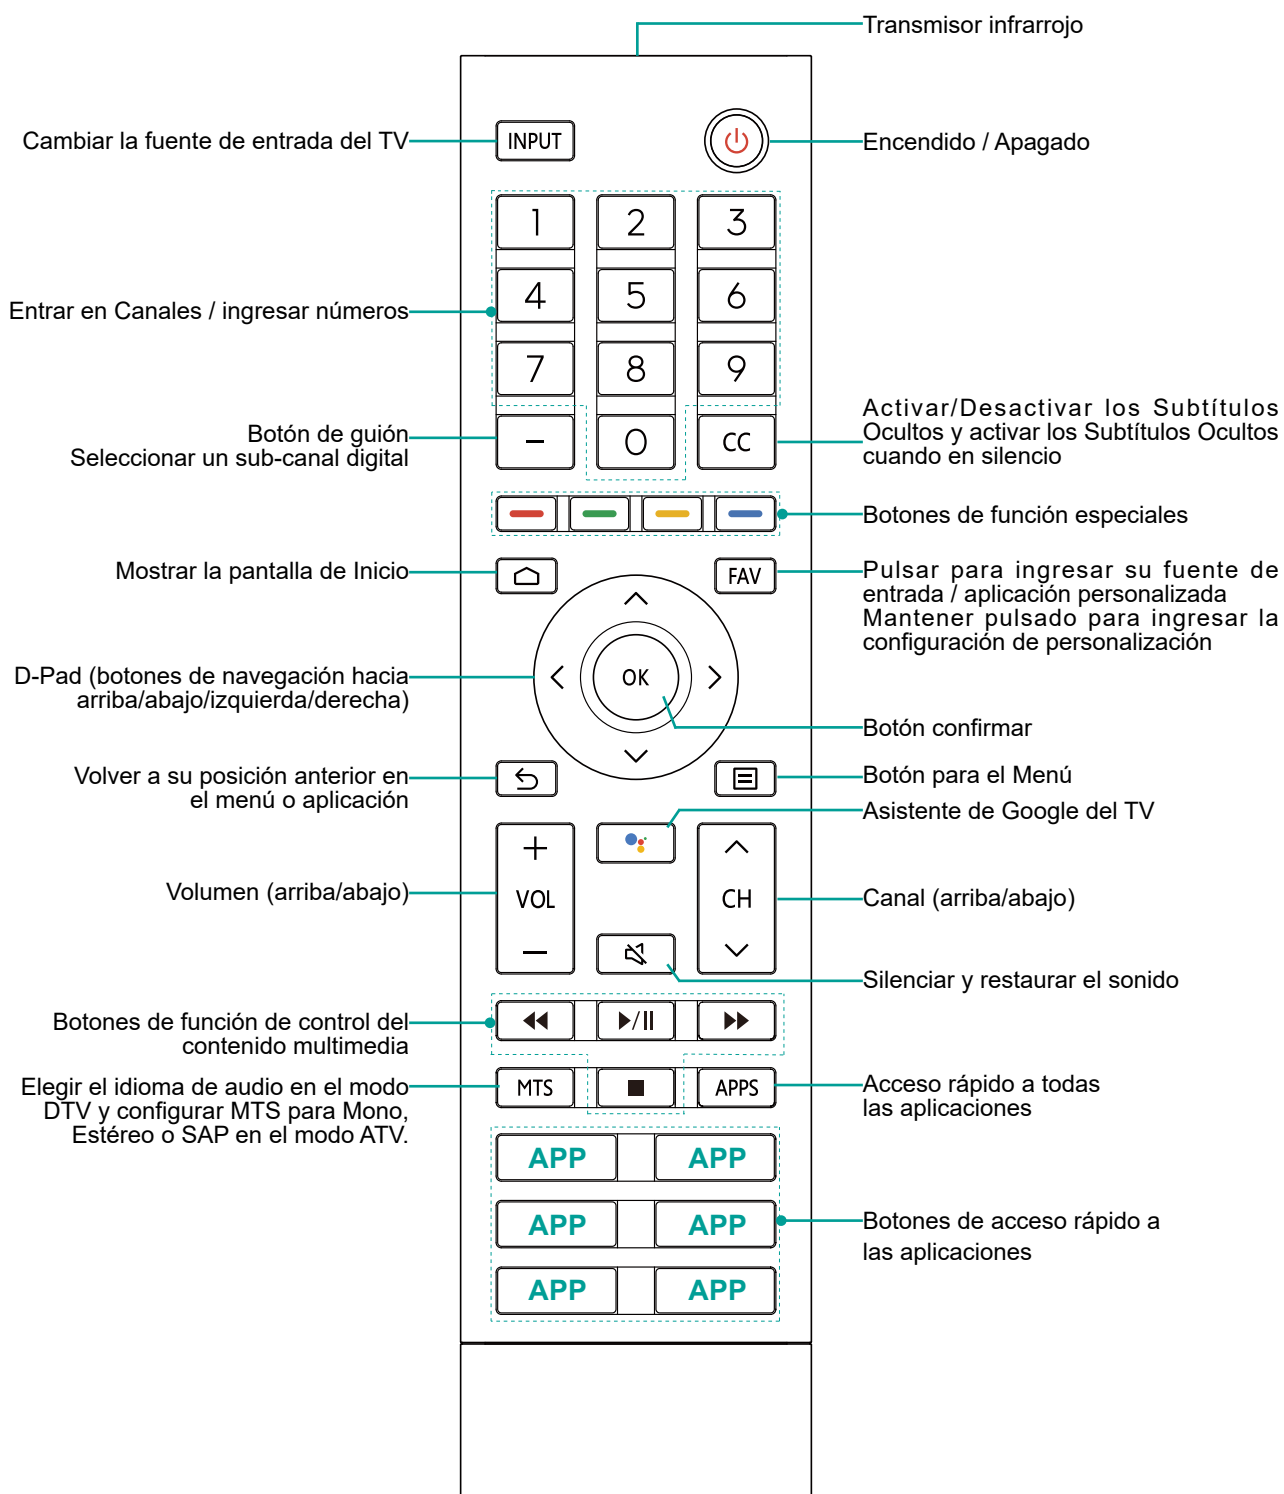 Transmisor infrarrojo
Cambiar la fuente de entrada del TV
INPUT
Encendido / Apagado
1 2 3
Entrar en Canales / ingresar números
4 5 6
7 8 9
Botón de guión
Seleccionar un sub-canal digital
– 0 CC
Activar/Desactivar los Subtítulos
Ocultos y activar los Subtítulos Ocultos
cuando en silencio
Botones de función especiales
Mostrar la pantalla de Inicio
FAV
Pulsar para ingresar su fuente de
entrada / aplicación personalizada
Mantener pulsado para ingresar la
configuración de personalización
D-Pad (botones de navegación hacia
arriba/abajo/izquierda/derecha)
OK
Botón confirmar
Volver a su posición anterior en
el menú o aplicación
Botón para el Menú
Asistente de Google del TV
Volumen (arriba/abajo)
+
VOL
–
CH
Canal (arriba/abajo)
Silenciar y restaurar el sonido
Botones de función de control del
contenido multimedia
Elegir el idioma de audio en el modo
DTV y configurar MTS para Mono,
Estéreo o SAP en el modo ATV.
MTS
APPS
Acceso rápido a todas
las aplicaciones
APP APP
APP APP
APP APP
Botones de acceso rápido a
las aplicaciones